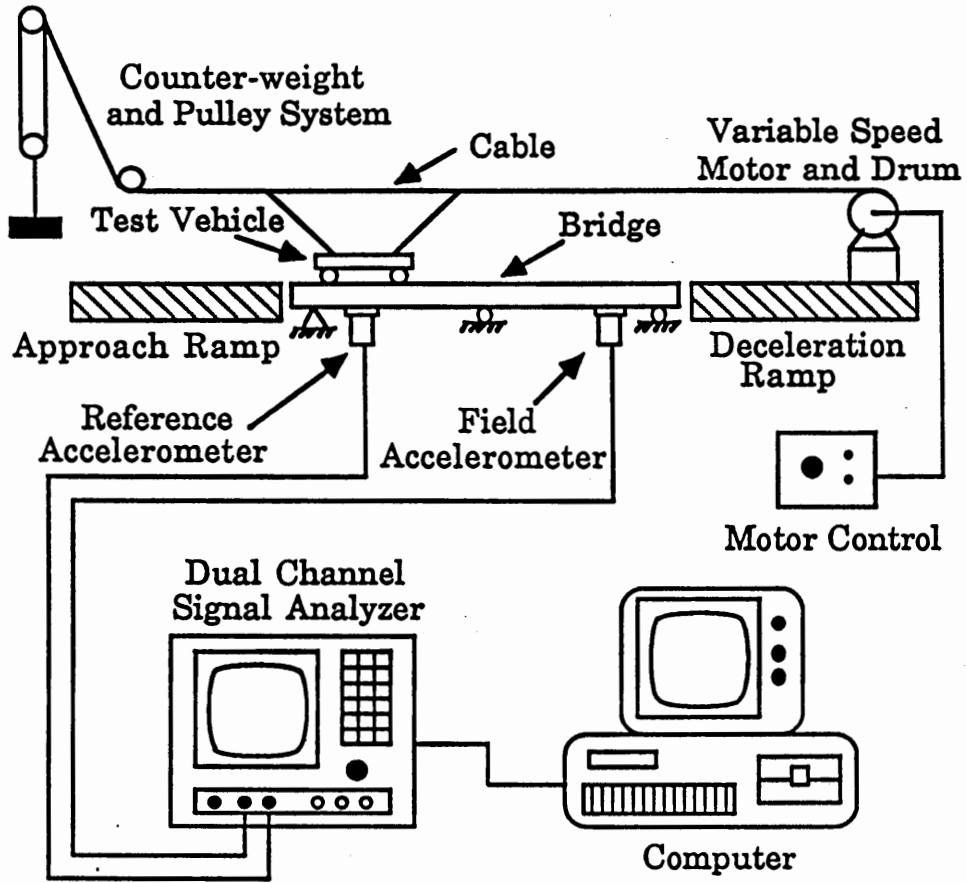 Counter-weight
and Pulley System
Cable
Variable Speed
Motor and Drum
Test Vehicle
Bridge
Approach Ramp
Deceleration
Ramp
Reference
Accelerometer
Field
Accelerometer
Motor Control
Dual Channel
Signal Analyzer
Computer